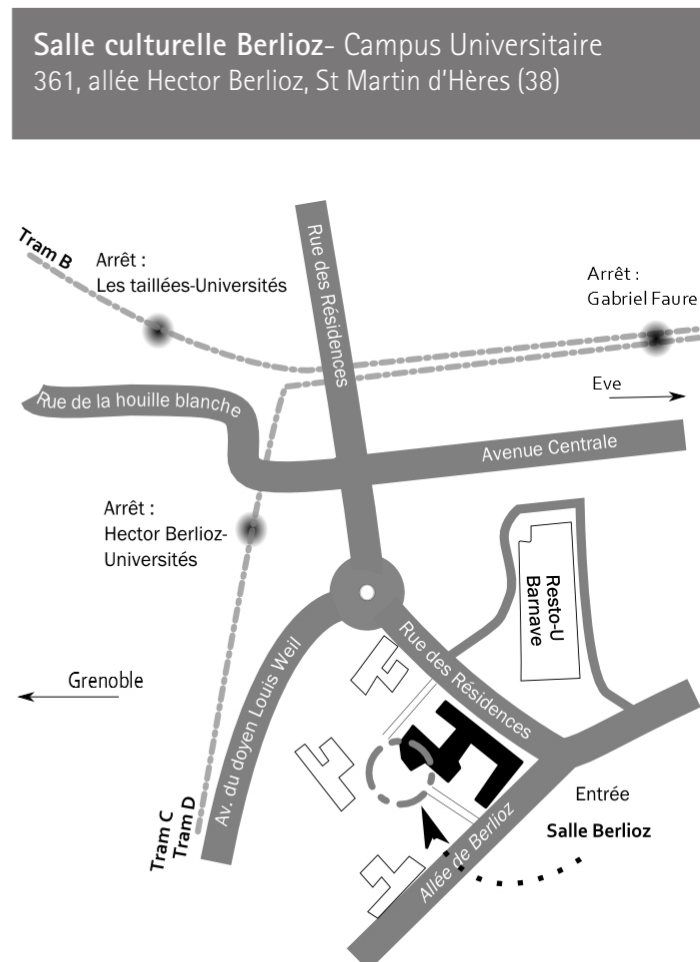 Salle culturelle Berlioz- Campus Universitaire
361, allée Hector Berlioz, St Martin d'Hères (38)
Tram B
Arrêt :
Les taillées-Universités
Rue des Résidences
Arrêt :
Gabriel Faure
Eve
Rue de la houille blanche
Avenue Centrale
Arrêt :
Hector Berlioz-
Universités
Resto-U
Barnave
Rue des Résidences
Grenoble
Av. du doyen Louis Weil
Entrée
Salle Berlioz
Tram C
Tram D
Allée de Berlioz